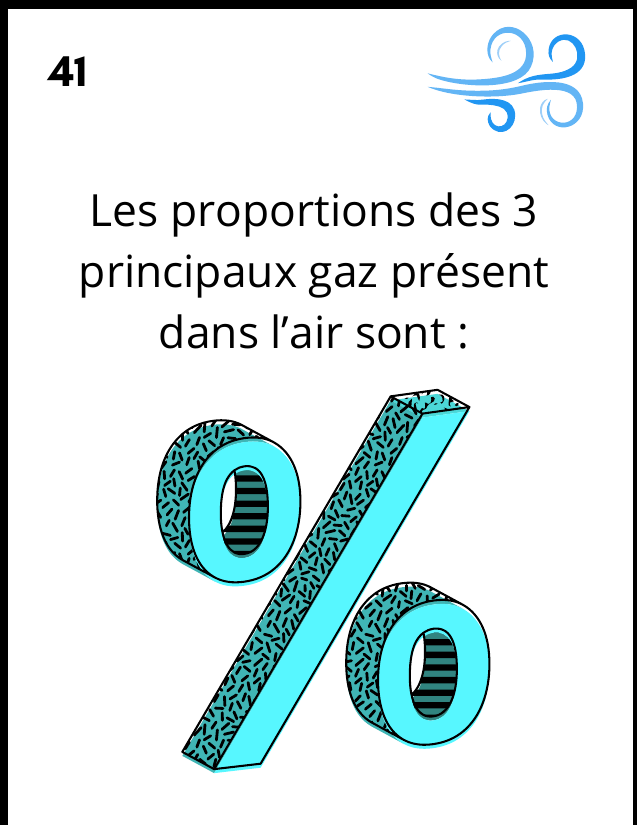 41
Les proportions des 3
principaux gaz présent
dans l’air sont :
%